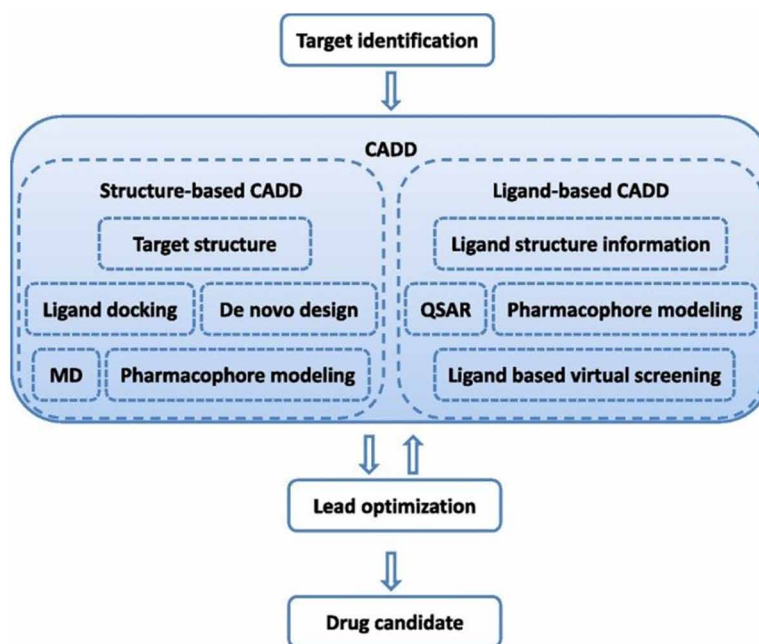 Target identification
CADD
Structure-based CADD
Target structure
Ligand docking
De novo design
MD
Pharmacophore modeling
Ligand-based CADD
Ligand structure information
QSAR
Pharmacophore modeling
Ligand based virtual screening
Lead optimization
Drug candidate